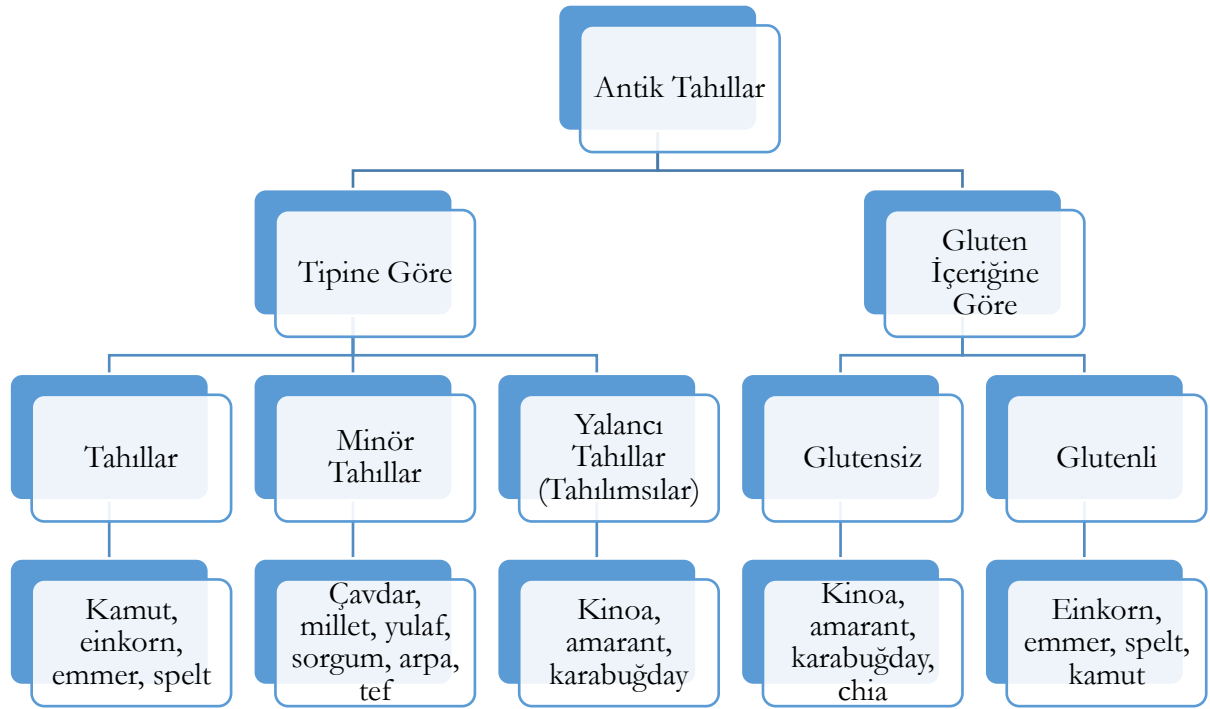 Antik Tahıllar
Tipine Göre
Gluten
İçeriğine
Göre
Tahıllar
Minör
Tahıllar
Yalancı
Tahıllar
(Tahılımsılar)
Glutensiz
Glutenli
Kamut,
einkorn,
emmer, spelt
Çavdar,
millet, yulaf,
sorgum, arpa,
tef
Kinoa,
amarant,
karabuğday
Kinoa,
amarant,
karabuğday,
chia
Einkorn,
emmer, spelt,
kamut